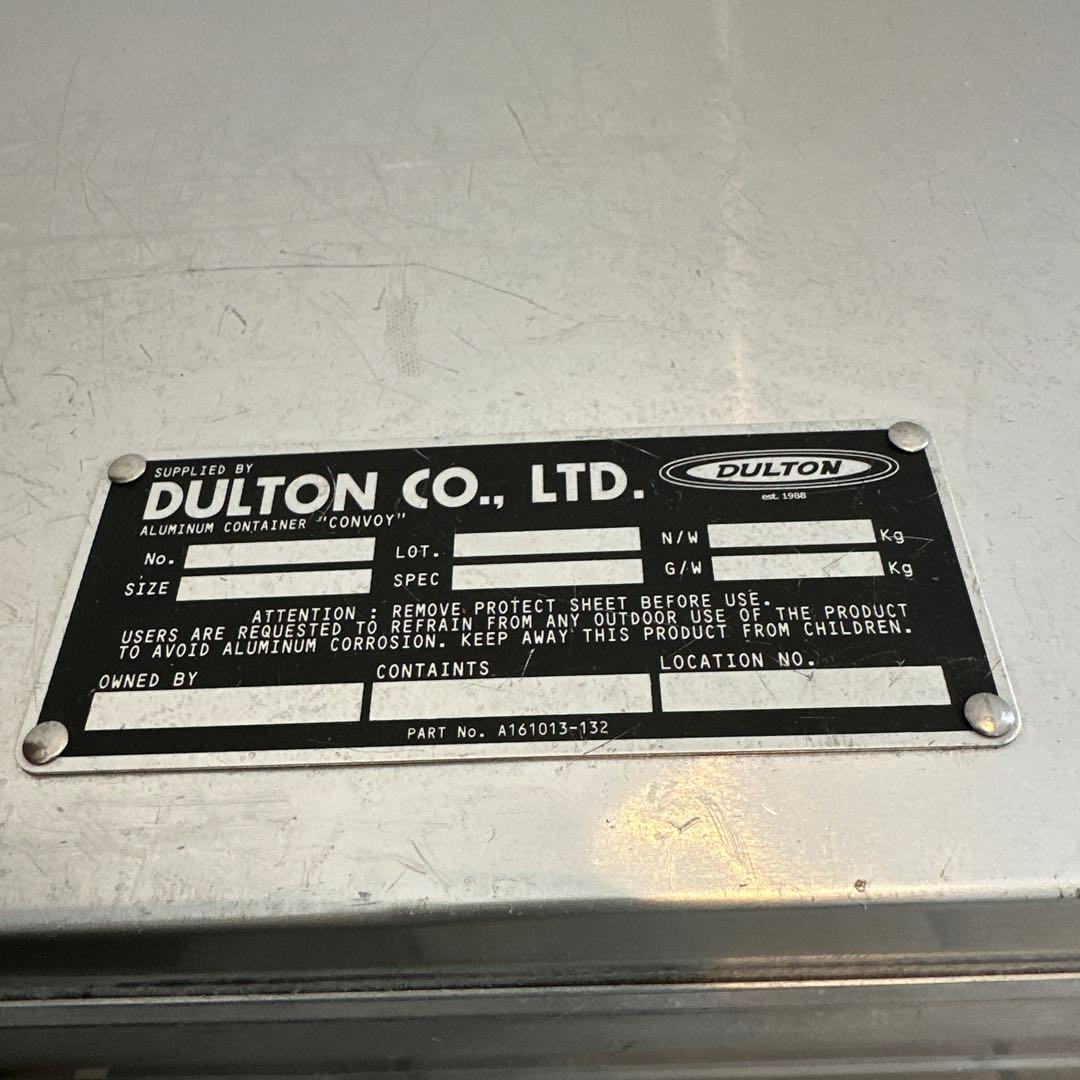 SUPPLIED BY
DULTON CO., LTD.
DULTON
est. 1988
ALUMINUM CONTAINER "CONVOY"
No. LOT. N/W Kg
SIZE SPEC G/W Kg
ATTENTION : REMOVE PROTECT SHEET BEFORE USE.
USERS ARE REQUESTED TO REFRAIN FROM ANY OUTDOOR USE OF THE PRODUCT
TO AVOID ALUMINUM CORROSION. KEEP AWAY THIS PRODUCT FROM CHILDREN.
OWNED BY CONTAINTS LOCATION NO.
PART No. A161013-132